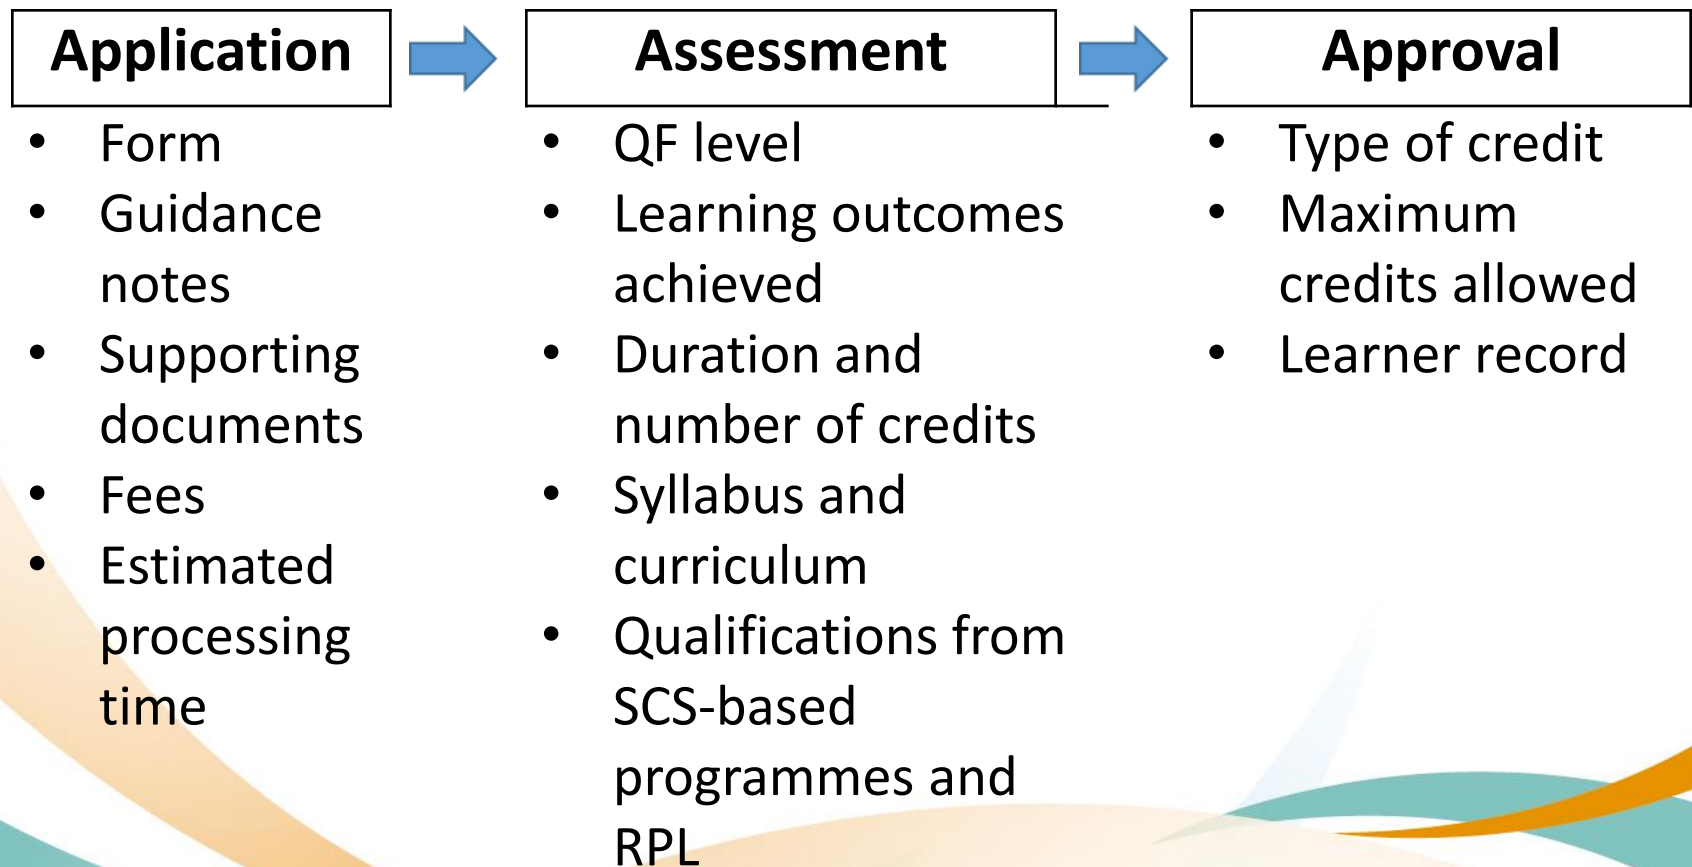 Application
• Form
• Guidance
notes
• Supporting
documents
• Fees
• Estimated
processing
time
Assessment
• QF level
• Learning outcomes
achieved
• Duration and
number of credits
• Syllabus and
curriculum
• Qualifications from
SCS-based
programmes and
RPL
Approval
• Type of credit
• Maximum
credits allowed
• Learner record